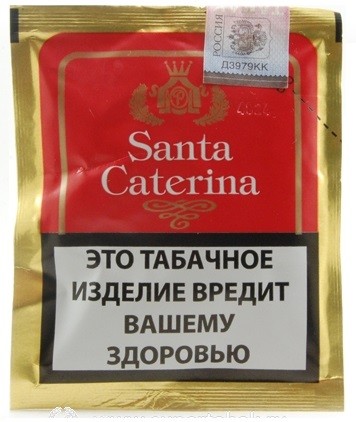 РОССИЯ
Д3979КК
Santa
Caterina
ЭТО ТАБАЧНОЕ
ИЗДЕЛИЕ ВРЕДИТ
ВАШЕМУ
ЗДОРОВЬЮ